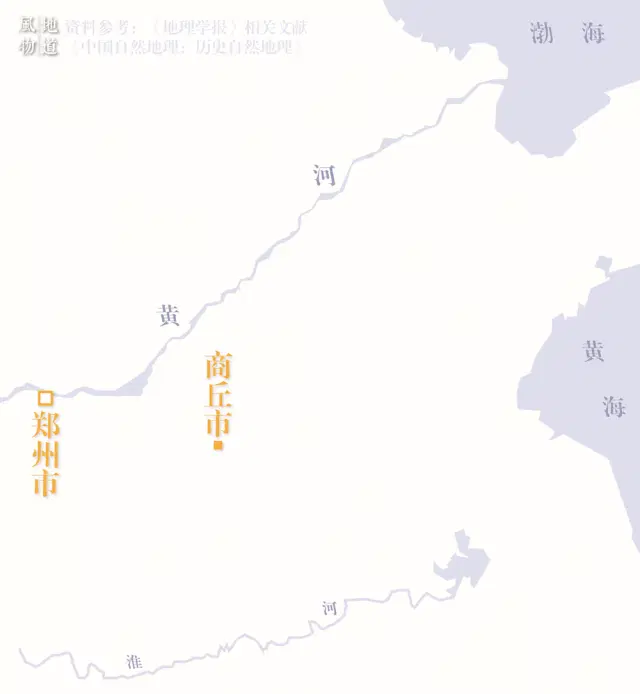 風物 地道
资料参考：《地理学报》相关文献
《中国自然地理：历史自然地理》
渤海
河
黄
黄海
商丘市
郑州市
河
淮